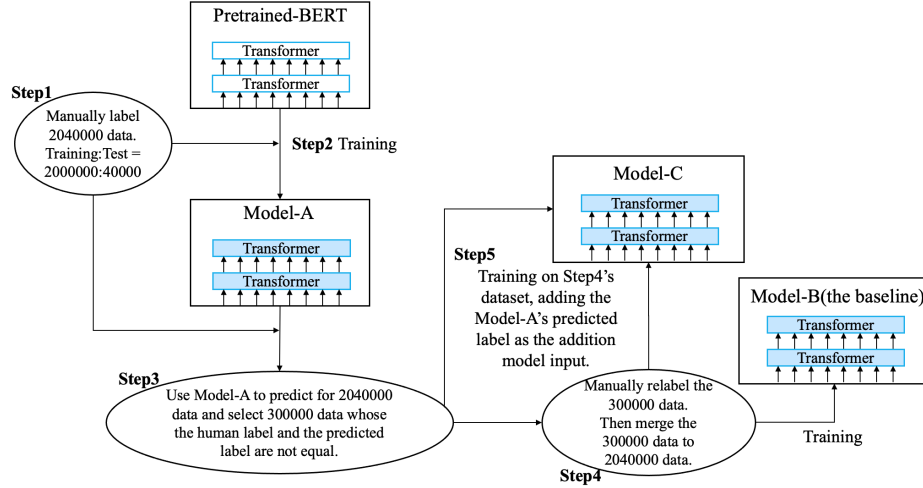 Pretrained-BERT
Transformer
Transformer
Step1
Manually label
2040000 data.
Training:Test =
2000000:40000
Step2 Training
Model-A
Transformer
Transformer
Step3
Use Model-A to predict for 2040000
data and select 300000 data whose
the human label and the predicted
label are not equal.
Model-C
Transformer
Transformer
Step5
Training on Step4's
dataset, adding the
Model-A's predicted
label as the addition
model input.
Model-B(the baseline)
Transformer
Transformer
Manually relabel the
300000 data.
Then merge the
300000 data to
2040000 data.
Step4
Training